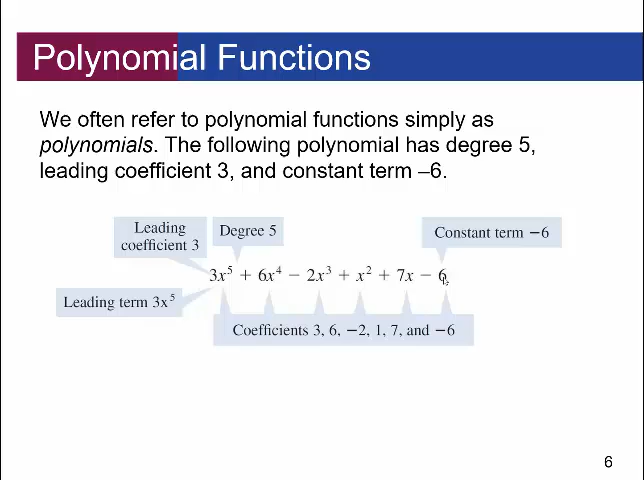 Polynomial Functions
We often refer to polynomial functions simply as
polynomials. The following polynomial has degree 5,
leading coefficient 3, and constant term –6.
Leading
coefficient 3
Degree 5
Constant term −6
3x⁵ + 6x⁴ − 2x³ + x² + 7x − 6
Leading term 3x⁵
Coefficients 3, 6, −2, 1, 7, and −6
6